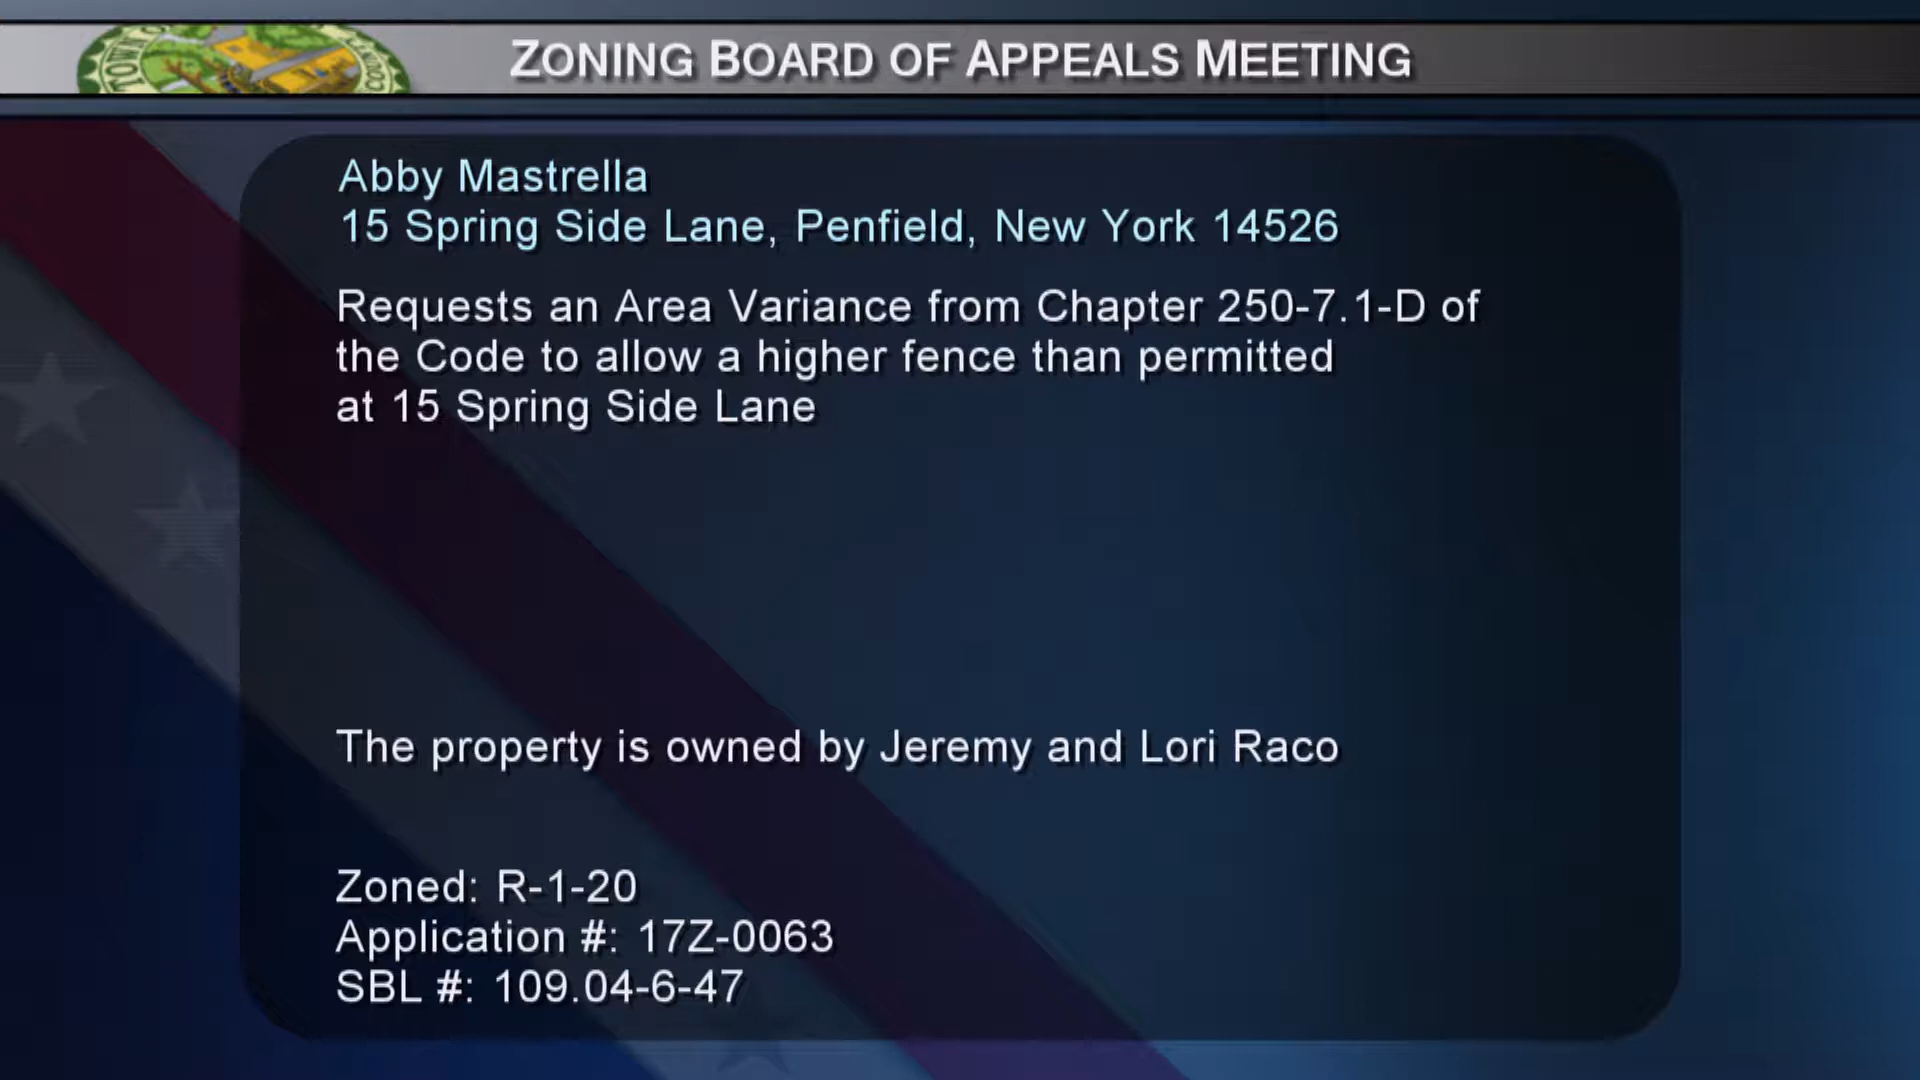 TOWN
COUN
ZONING BOARD OF APPEALS MEETING
Abby Mastrella
15 Spring Side Lane, Penfield, New York 14526
Requests an Area Variance from Chapter 250-7.1-D of
the Code to allow a higher fence than permitted
at 15 Spring Side Lane
The property is owned by Jeremy and Lori Raco
Zoned: R-1-20
Application #: 17Z-0063
SBL #: 109.04-6-47